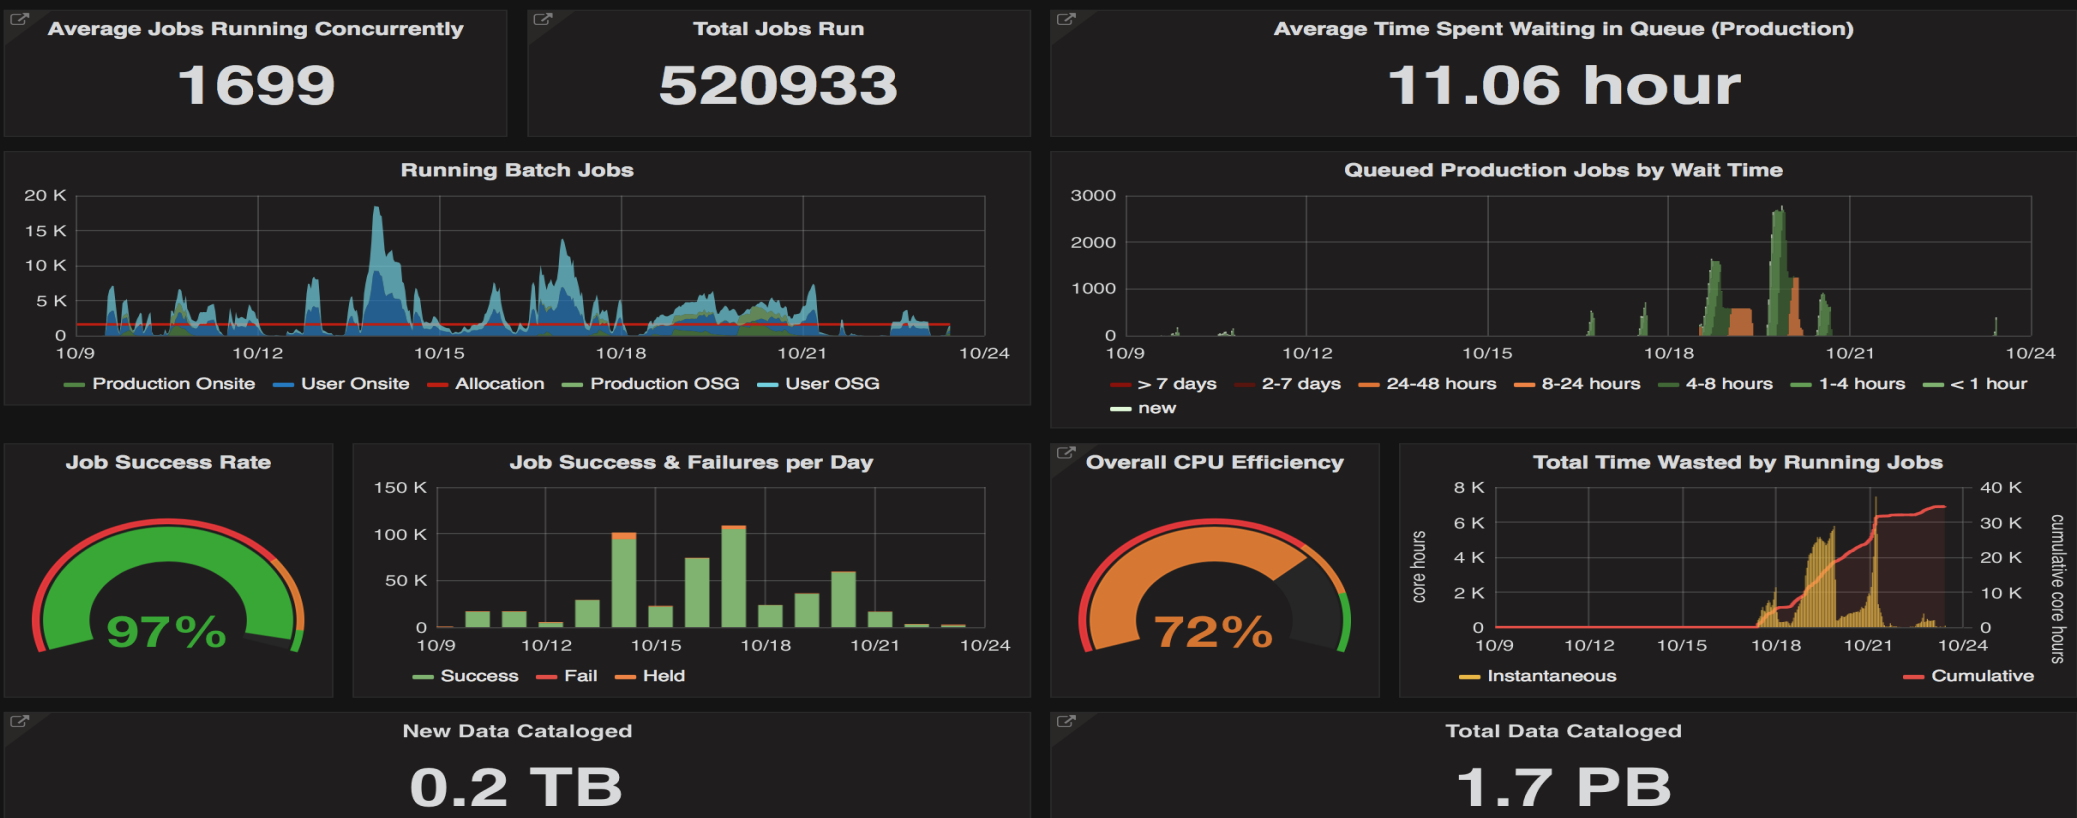 Average Jobs Running Concurrently
1699
Total Jobs Run
520933
Average Time Spent Waiting in Queue (Production)
11.06 hour
Running Batch Jobs
20 K
15 K
10 K
5 K
0
10/9 10/12 10/15 10/18 10/21 10/24
Production Onsite User Onsite Allocation Production OSG User OSG
Queued Production Jobs by Wait Time
3000
2000
1000
0
10/9 10/12 10/15 10/18 10/21 10/24
> 7 days 2-7 days 24-48 hours 8-24 hours 4-8 hours 1-4 hours < 1 hour
new
Job Success Rate
97%
Job Success & Failures per Day
150 K
100 K
50 K
0
10/9 10/12 10/15 10/18 10/21 10/24
Success Fail Held
Overall CPU Efficiency
72%
Total Time Wasted by Running Jobs
core hours
8 K
6 K
4 K
2 K
0
40 K
30 K
20 K
10 K
0
cumulative core hours
10/9 10/12 10/15 10/18 10/21 10/24
Instantaneous Cumulative
New Data Cataloged
0.2 TB
Total Data Cataloged
1.7 PB